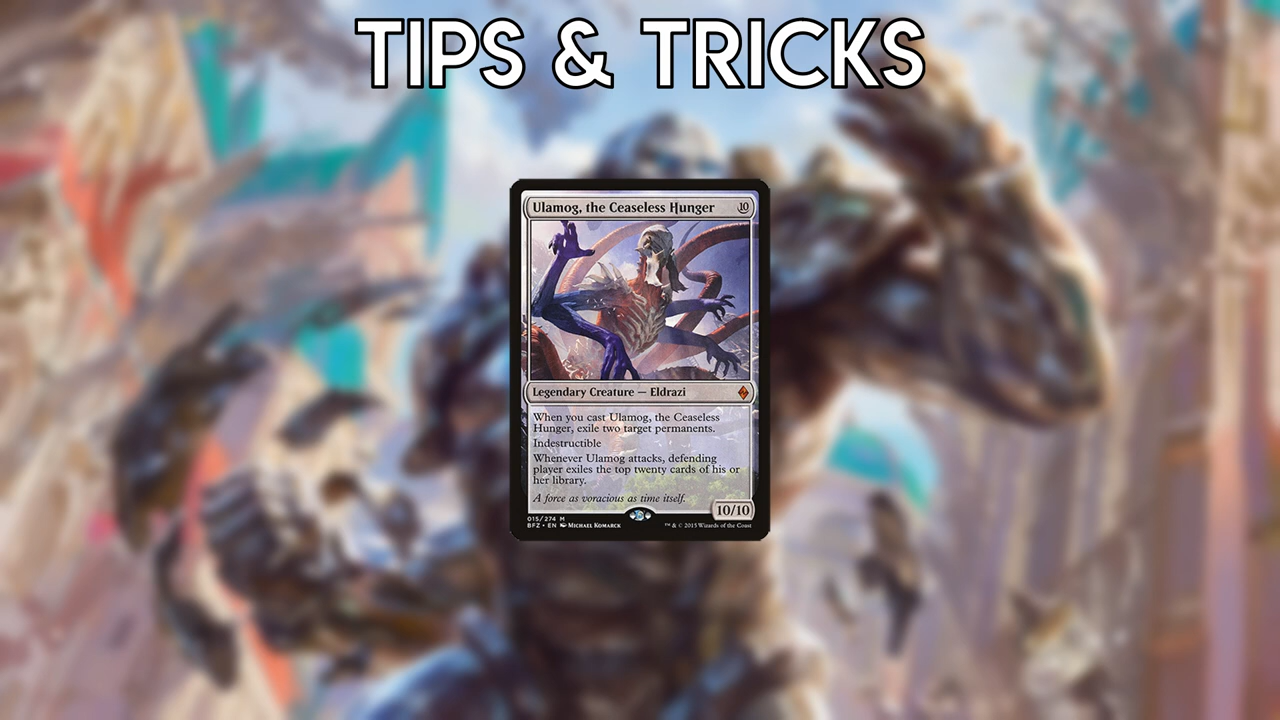 TIPS & TRICKS
Ulamog, the Ceaseless Hunger 10
Legendary Creature — Eldrazi
When you cast Ulamog, the Ceaseless
Hunger, exile two target permanents.
Indestructible
Whenever Ulamog attacks, defending
player exiles the top twenty cards of his or
her library.
A force as voracious as time itself.
10/10
015/274 M
BFZ • EN Michael Komarck
™ & © 2015 Wizards of the Coast